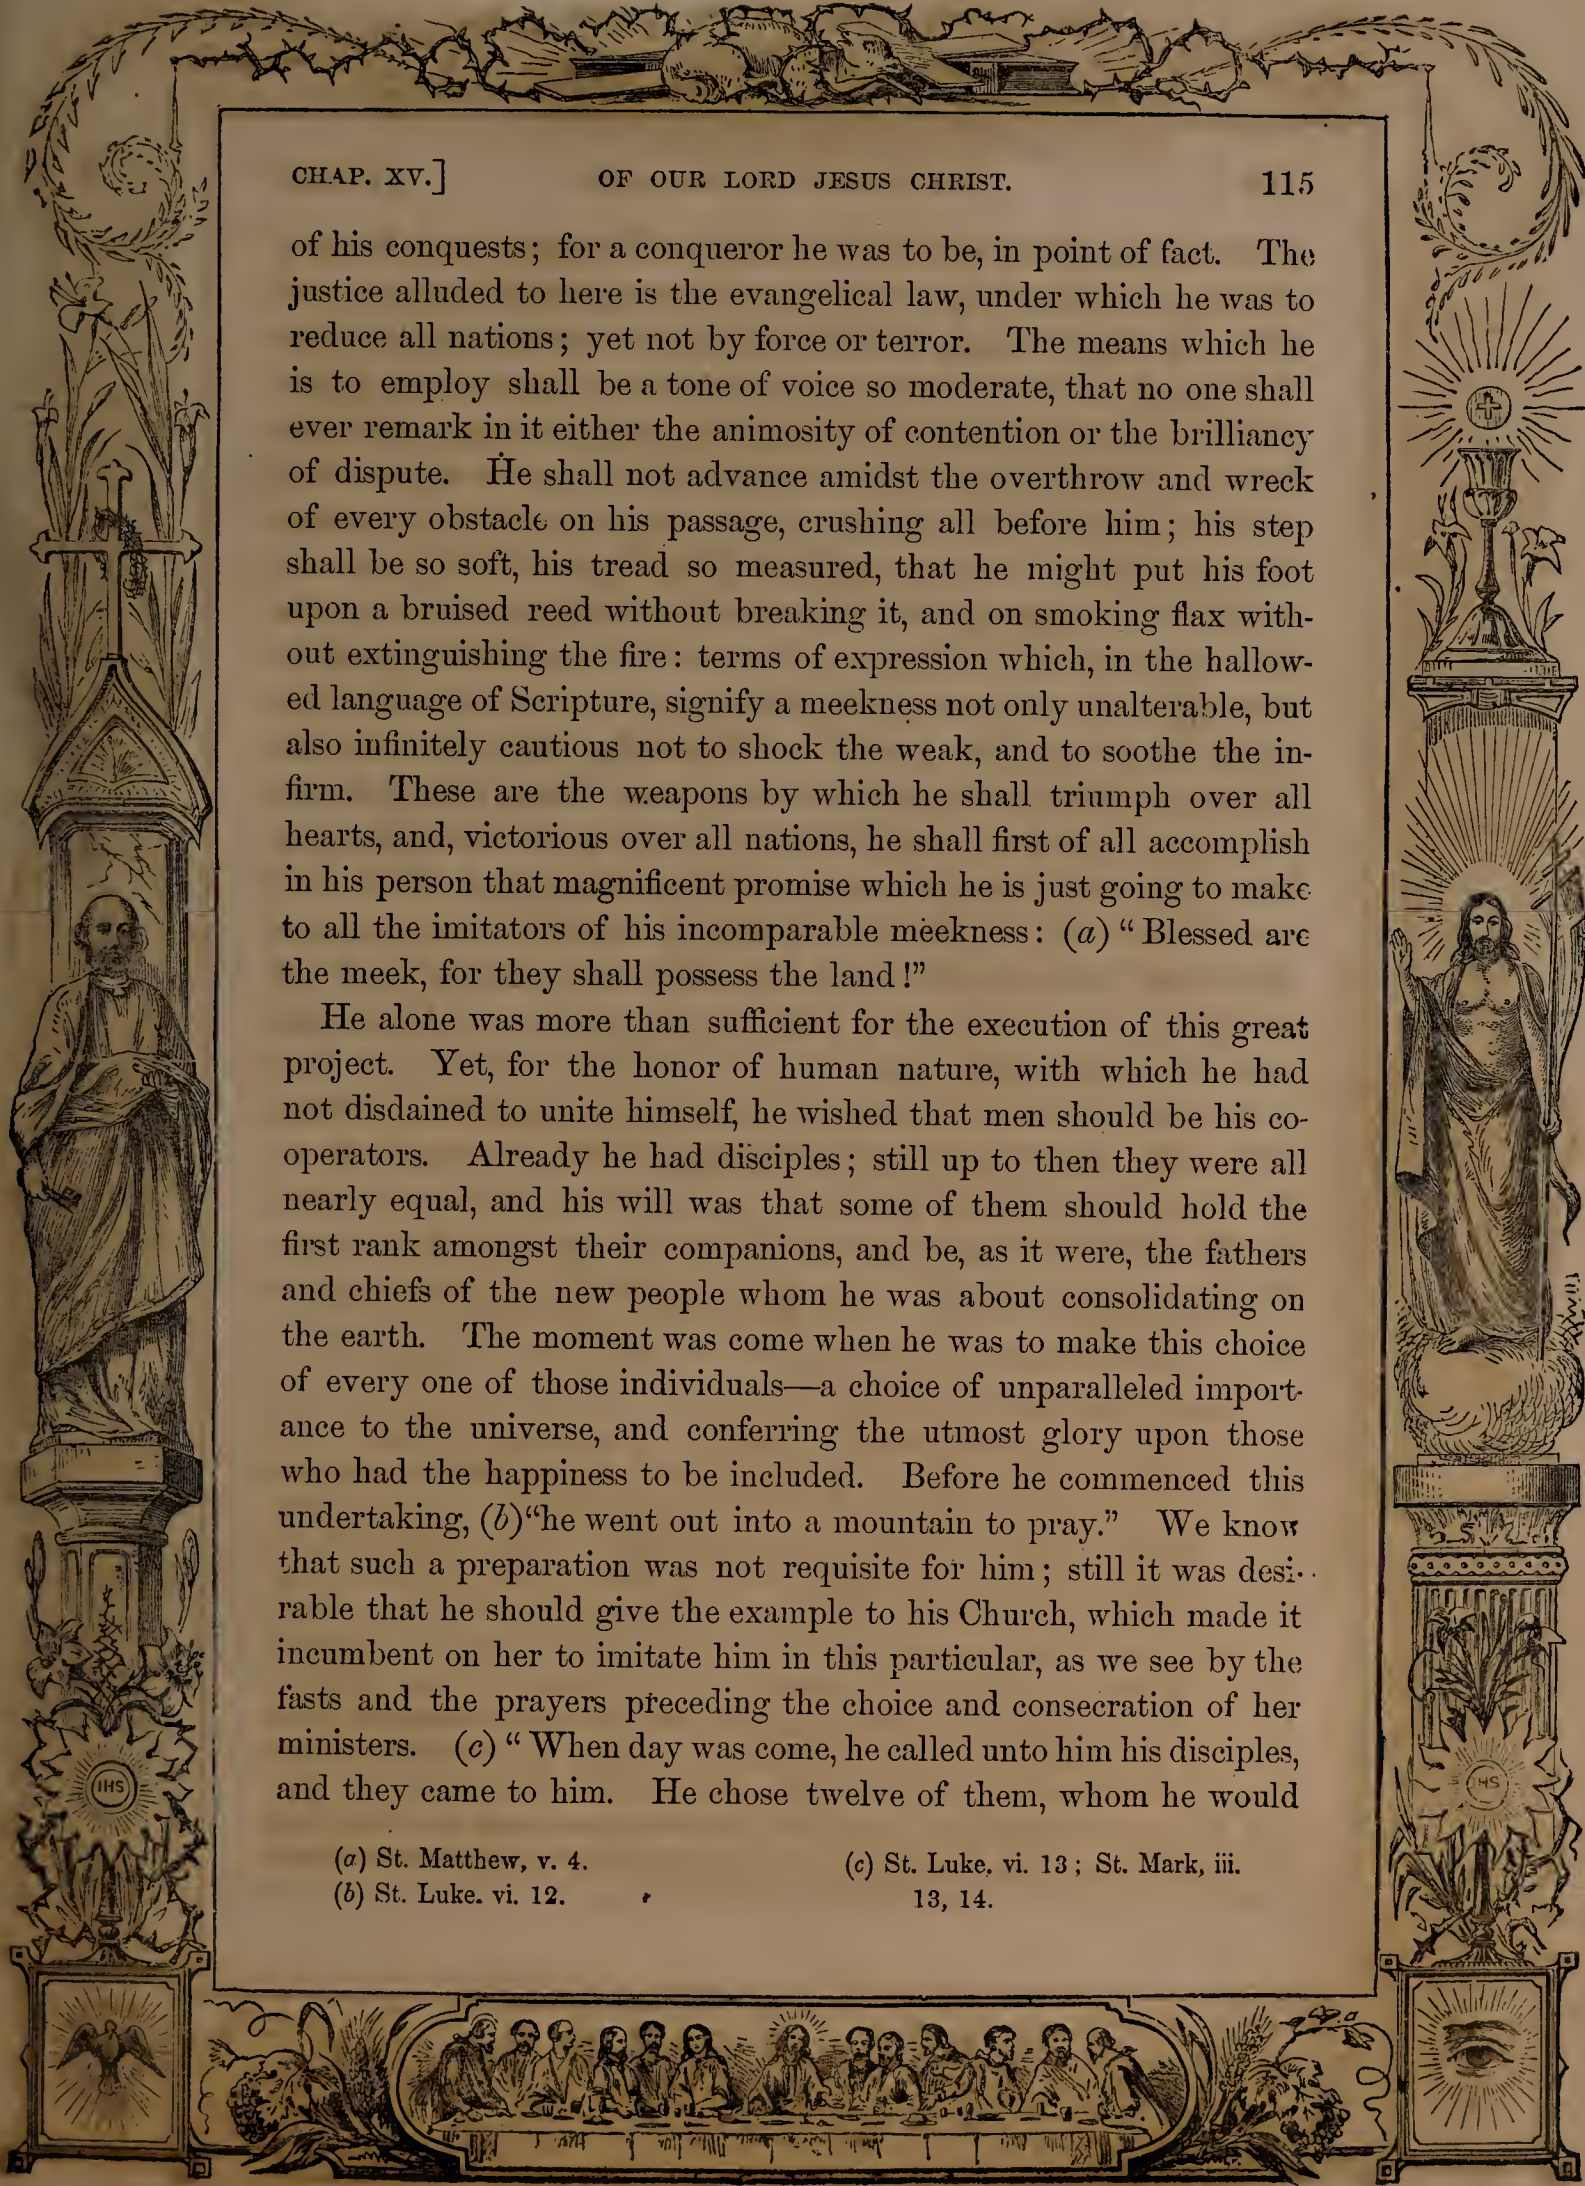 CHAP. XV.] OF OUR LORD JESUS CHRIST. 115
of his conquests; for a conqueror he was to be, in point of fact. The
justice alluded to here is the evangelical law, under which he was to
reduce all nations; yet not by force or terror. The means which he
is to employ shall be a tone of voice so moderate, that no one shall
ever remark in it either the animosity of contention or the brilliancy
of dispute. He shall not advance amidst the overthrow and wreck
of every obstacle on his passage, crushing all before him; his step
shall be so soft, his tread so measured, that he might put his foot
upon a bruised reed without breaking it, and on smoking flax with-
out extinguishing the fire: terms of expression which, in the hallow-
ed language of Scripture, signify a meekness not only unalterable, but
also infinitely cautious not to shock the weak, and to soothe the in-
firm. These are the weapons by which he shall triumph over all
hearts, and, victorious over all nations, he shall first of all accomplish
in his person that magnificent promise which he is just going to make
to all the imitators of his incomparable meekness: (a) "Blessed are
the meek, for they shall possess the land!"
He alone was more than sufficient for the execution of this great
project. Yet, for the honor of human nature, with which he had
not disdained to unite himself, he wished that men should be his co-
operators. Already he had disciples; still up to then they were all
nearly equal, and his will was that some of them should hold the
first rank amongst their companions, and be, as it were, the fathers
and chiefs of the new people whom he was about consolidating on
the earth. The moment was come when he was to make this choice
of every one of those individuals—a choice of unparalleled import-
ance to the universe, and conferring the utmost glory upon those
who had the happiness to be included. Before he commenced this
undertaking, (b) "he went out into a mountain to pray." We know
that such a preparation was not requisite for him; still it was desi-
rable that he should give the example to his Church, which made it
incumbent on her to imitate him in this particular, as we see by the
fasts and the prayers preceding the choice and consecration of her
ministers. (c) "When day was come, he called unto him his disciples,
and they came to him. He chose twelve of them, whom he would
(a) St. Matthew, v. 4.
(b) St. Luke. vi. 12.
(c) St. Luke, vi. 13; St. Mark, iii.
13, 14.
IHS
IHS